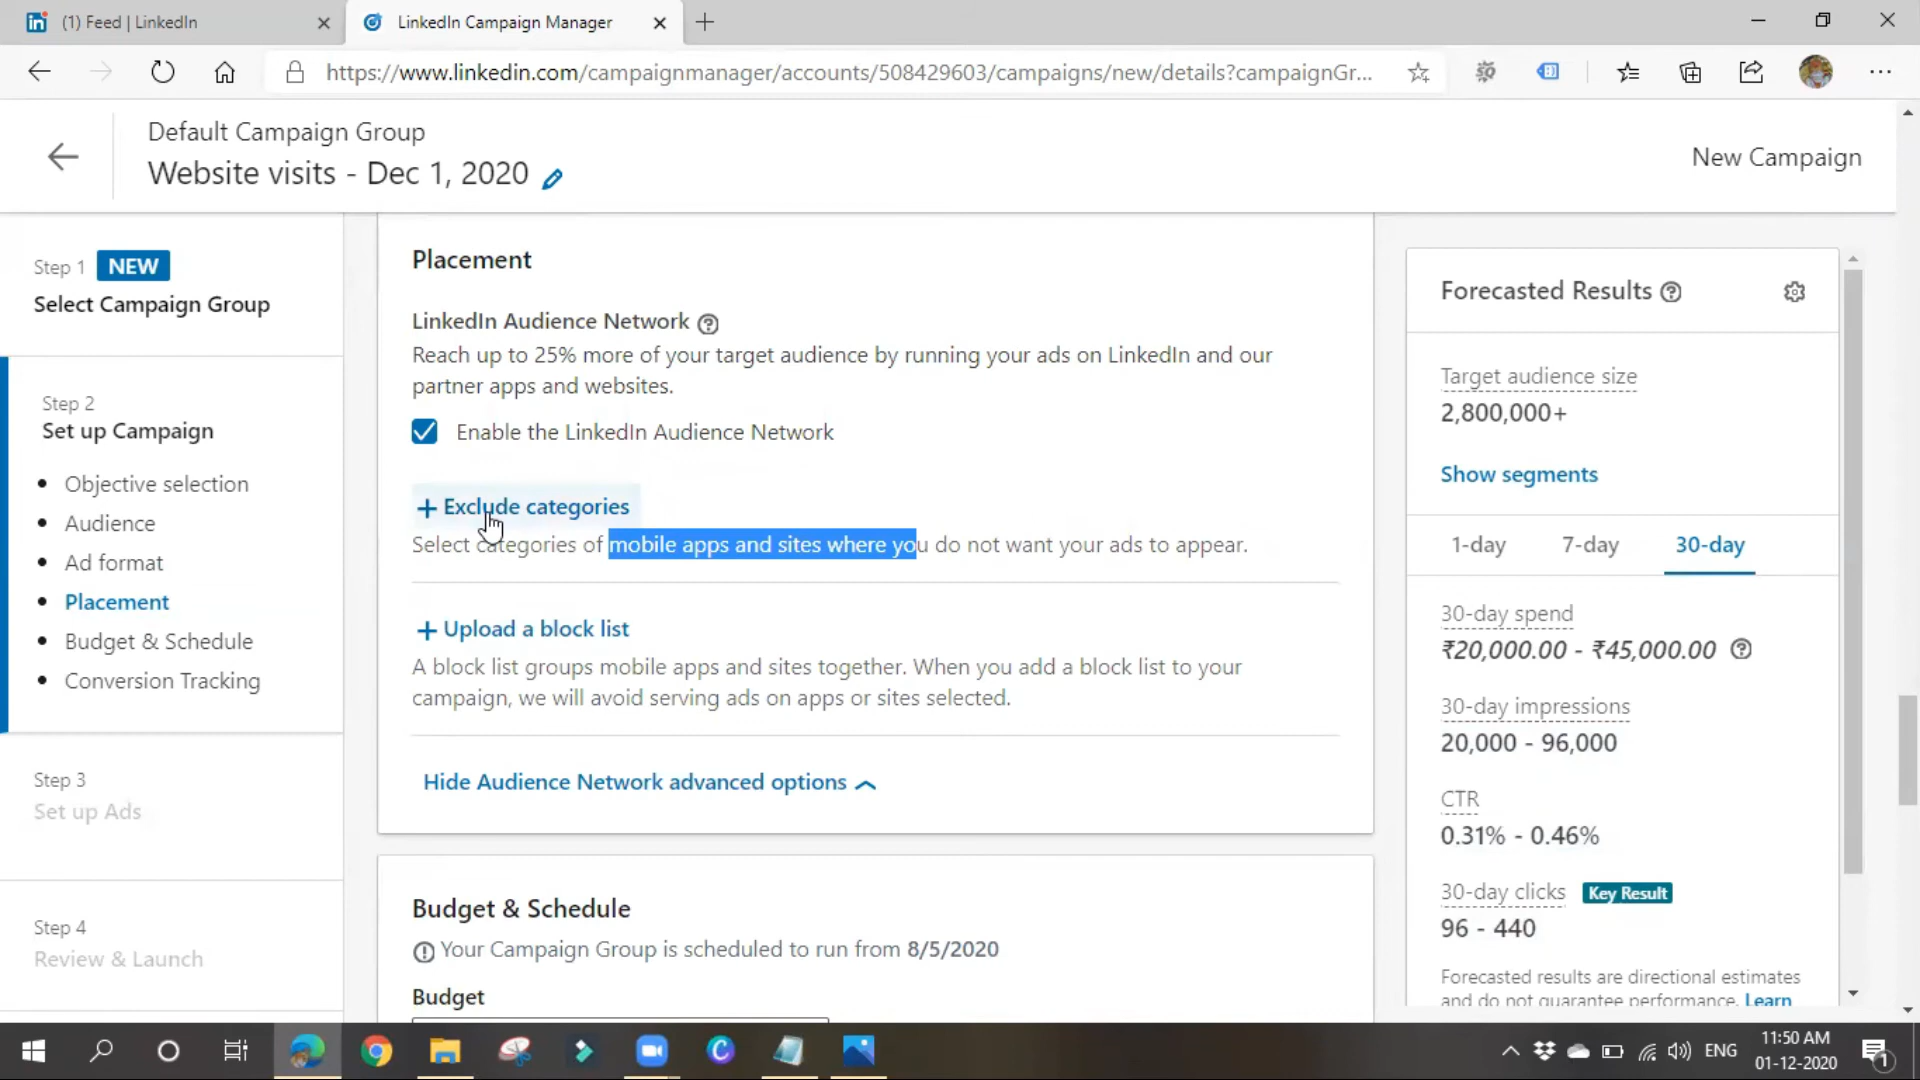 (1) Feed | LinkedIn
LinkedIn Campaign Manager
https://www.linkedin.com/campaignmanager/accounts/508429603/campaigns/new/details?campaignGr...
Default Campaign Group
Website visits - Dec 1, 2020
New Campaign
Step 1 NEW
Select Campaign Group
Step 2
Set up Campaign
Objective selection
Audience
Ad format
Placement
Budget & Schedule
Conversion Tracking
Step 3
Set up Ads
Step 4
Review & Launch
Placement
LinkedIn Audience Network
Reach up to 25% more of your target audience by running your ads on LinkedIn and our
partner apps and websites.
Enable the LinkedIn Audience Network
+ Exclude categories
Select categories of mobile apps and sites where you do not want your ads to appear.
+ Upload a block list
A block list groups mobile apps and sites together. When you add a block list to your
campaign, we will avoid serving ads on apps or sites selected.
Hide Audience Network advanced options
Budget & Schedule
Your Campaign Group is scheduled to run from 8/5/2020
Budget
Forecasted Results
Target audience size
2,800,000+
Show segments
1-day 7-day 30-day
30-day spend
₹20,000.00 - ₹45,000.00
30-day impressions
20,000 - 96,000
CTR
0.31% - 0.46%
30-day clicks Key Result
96 - 440
Forecasted results are directional estimates
and do not guarantee performance. Learn
ENG
11:50 AM
01-12-2020
1